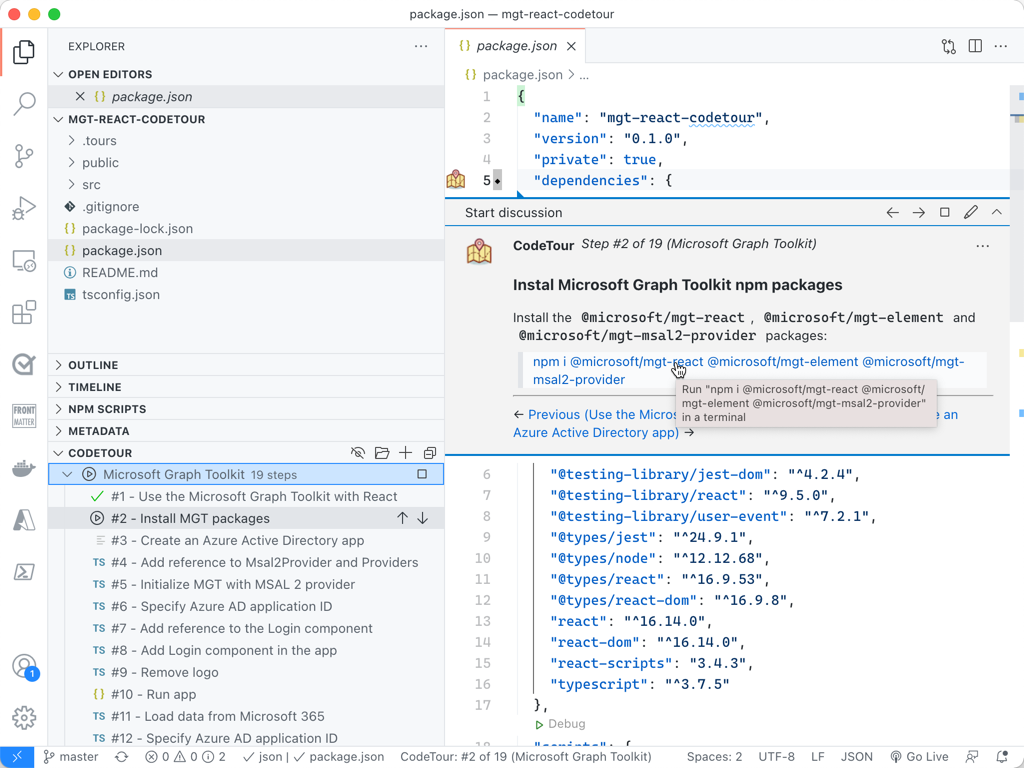 package.json — mgt-react-codetour
EXPLORER
OPEN EDITORS
package.json
MGT-REACT-CODETOUR
.tours
public
src
.gitignore
package-lock.json
package.json
README.md
TS tsconfig.json
OUTLINE
TIMELINE
NPM SCRIPTS
METADATA
CODETOUR
Microsoft Graph Toolkit 19 steps
#1 - Use the Microsoft Graph Toolkit with React
#2 - Install MGT packages
#3 - Create an Azure Active Directory app
TS #4 - Add reference to Msal2Provider and Providers
TS #5 - Initialize MGT with MSAL 2 provider
TS #6 - Specify Azure AD application ID
TS #7 - Add reference to the Login component
TS #8 - Add Login component in the app
TS #9 - Remove logo
{} #10 - Run app
TS #11 - Load data from Microsoft 365
TS #12 - Specify Azure AD application ID
FRONT
MATTER
1
{} package.json
{} package.json > ...
1 {
2 "name": "mgt-react-codetour",
3 "version": "0.1.0",
4 "private": true,
5 "dependencies": {
Start discussion
CodeTour Step #2 of 19 (Microsoft Graph Toolkit)
Instal Microsoft Graph Toolkit npm packages
Install the @microsoft/mgt-react , @microsoft/mgt-element and
@microsoft/mgt-msal2-provider packages:
npm i @microsoft/mgt-react @microsoft/mgt-element @microsoft/mgt-
msal2-provider
Run "npm i @microsoft/mgt-react @microsoft/
mgt-element @microsoft/mgt-msal2-provider"
in a terminal
← Previous (Use the Micros e an
Azure Active Directory app) →
6 "@testing-library/jest-dom": "^4.2.4",
7 "@testing-library/react": "^9.5.0",
8 "@testing-library/user-event": "^7.2.1",
9 "@types/jest": "^24.9.1",
10 "@types/node": "^12.12.68",
11 "@types/react": "^16.9.53",
12 "@types/react-dom": "^16.9.8",
13 "react": "^16.14.0",
14 "react-dom": "^16.14.0",
15 "react-scripts": "3.4.3",
16 "typescript": "^3.7.5"
17 },
Debug
"scripts": {
master 0 0 2 json | package.json CodeTour: #2 of 19 (Microsoft Graph Toolkit) Spaces: 2 UTF-8 LF JSON Go Live